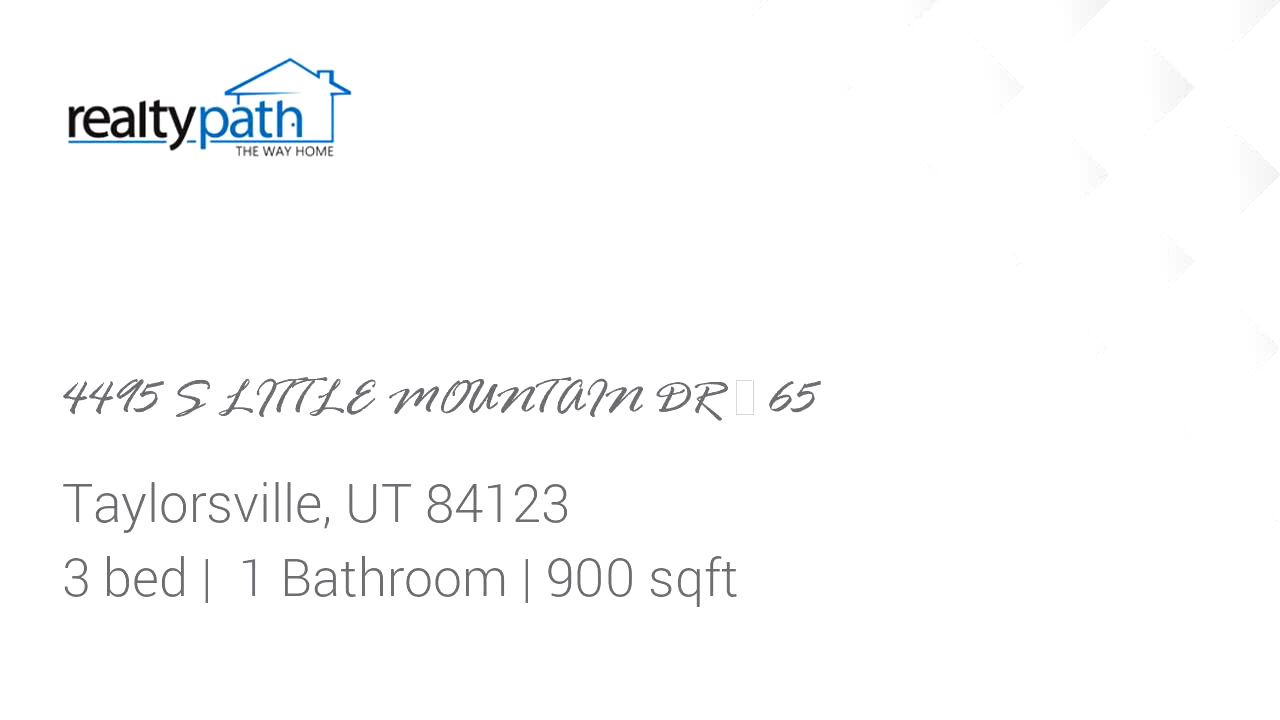 realtypath
THE WAY HOME
4495 S LITTLE MOUNTAIN DR 65
Taylorsville, UT 84123
3 bed | 1 Bathroom | 900 sqft